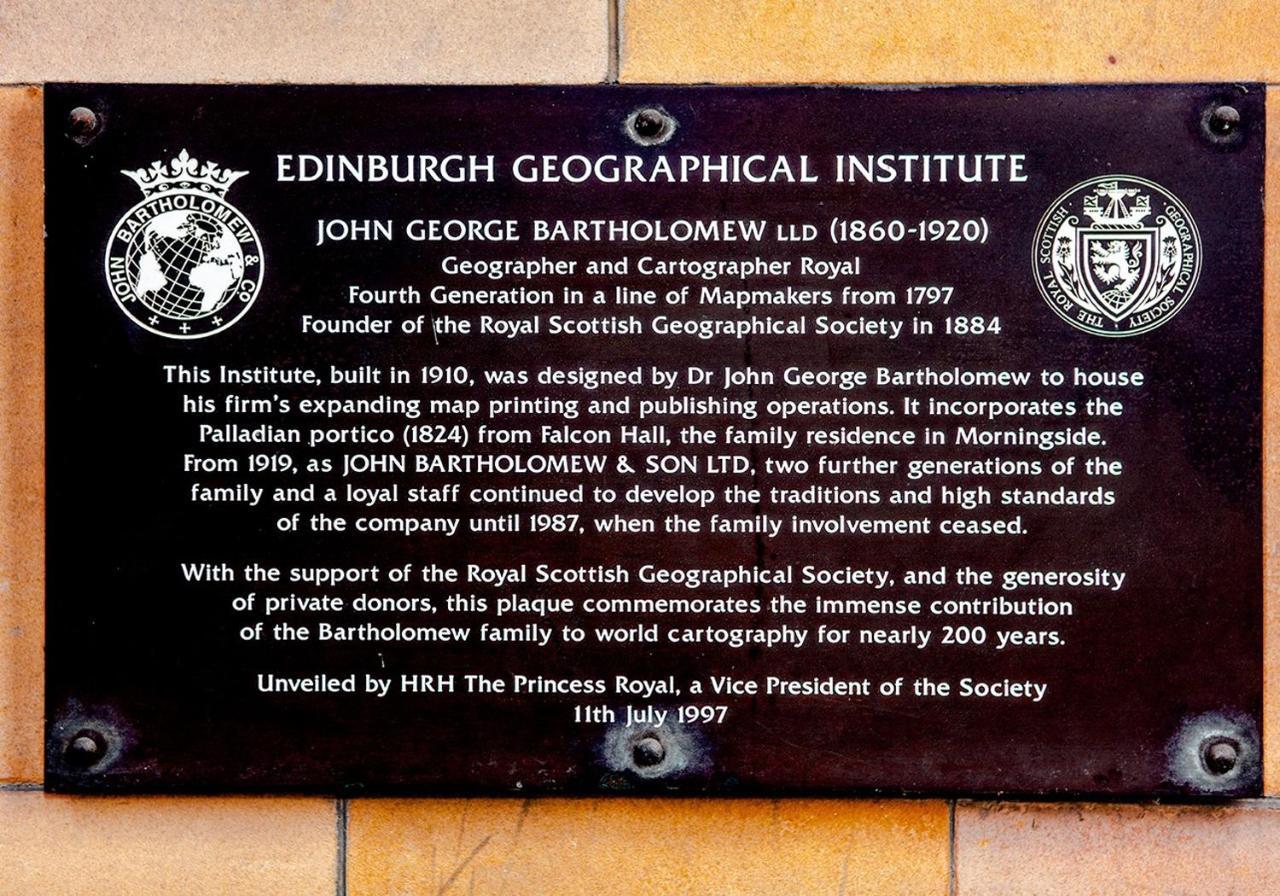 EDINBURGH GEOGRAPHICAL INSTITUTE
JOHN BARTHOLOMEW & Co
THE ROYAL SCOTTISH GEOGRAPHICAL SOCIETY
JOHN GEORGE BARTHOLOMEW LLD (1860-1920)
Geographer and Cartographer Royal
Fourth Generation in a line of Mapmakers from 1797
Founder of the Royal Scottish Geographical Society in 1884
This Institute, built in 1910, was designed by Dr John George Bartholomew to house
his firm's expanding map printing and publishing operations. It incorporates the
Palladian portico (1824) from Falcon Hall, the family residence in Morningside.
From 1919, as JOHN BARTHOLOMEW & SON LTD, two further generations of the
family and a loyal staff continued to develop the traditions and high standards
of the company until 1987, when the family involvement ceased.
With the support of the Royal Scottish Geographical Society, and the generosity
of private donors, this plaque commemorates the immense contribution
of the Bartholomew family to world cartography for nearly 200 years.
Unveiled by HRH The Princess Royal, a Vice President of the Society
11th July 1997